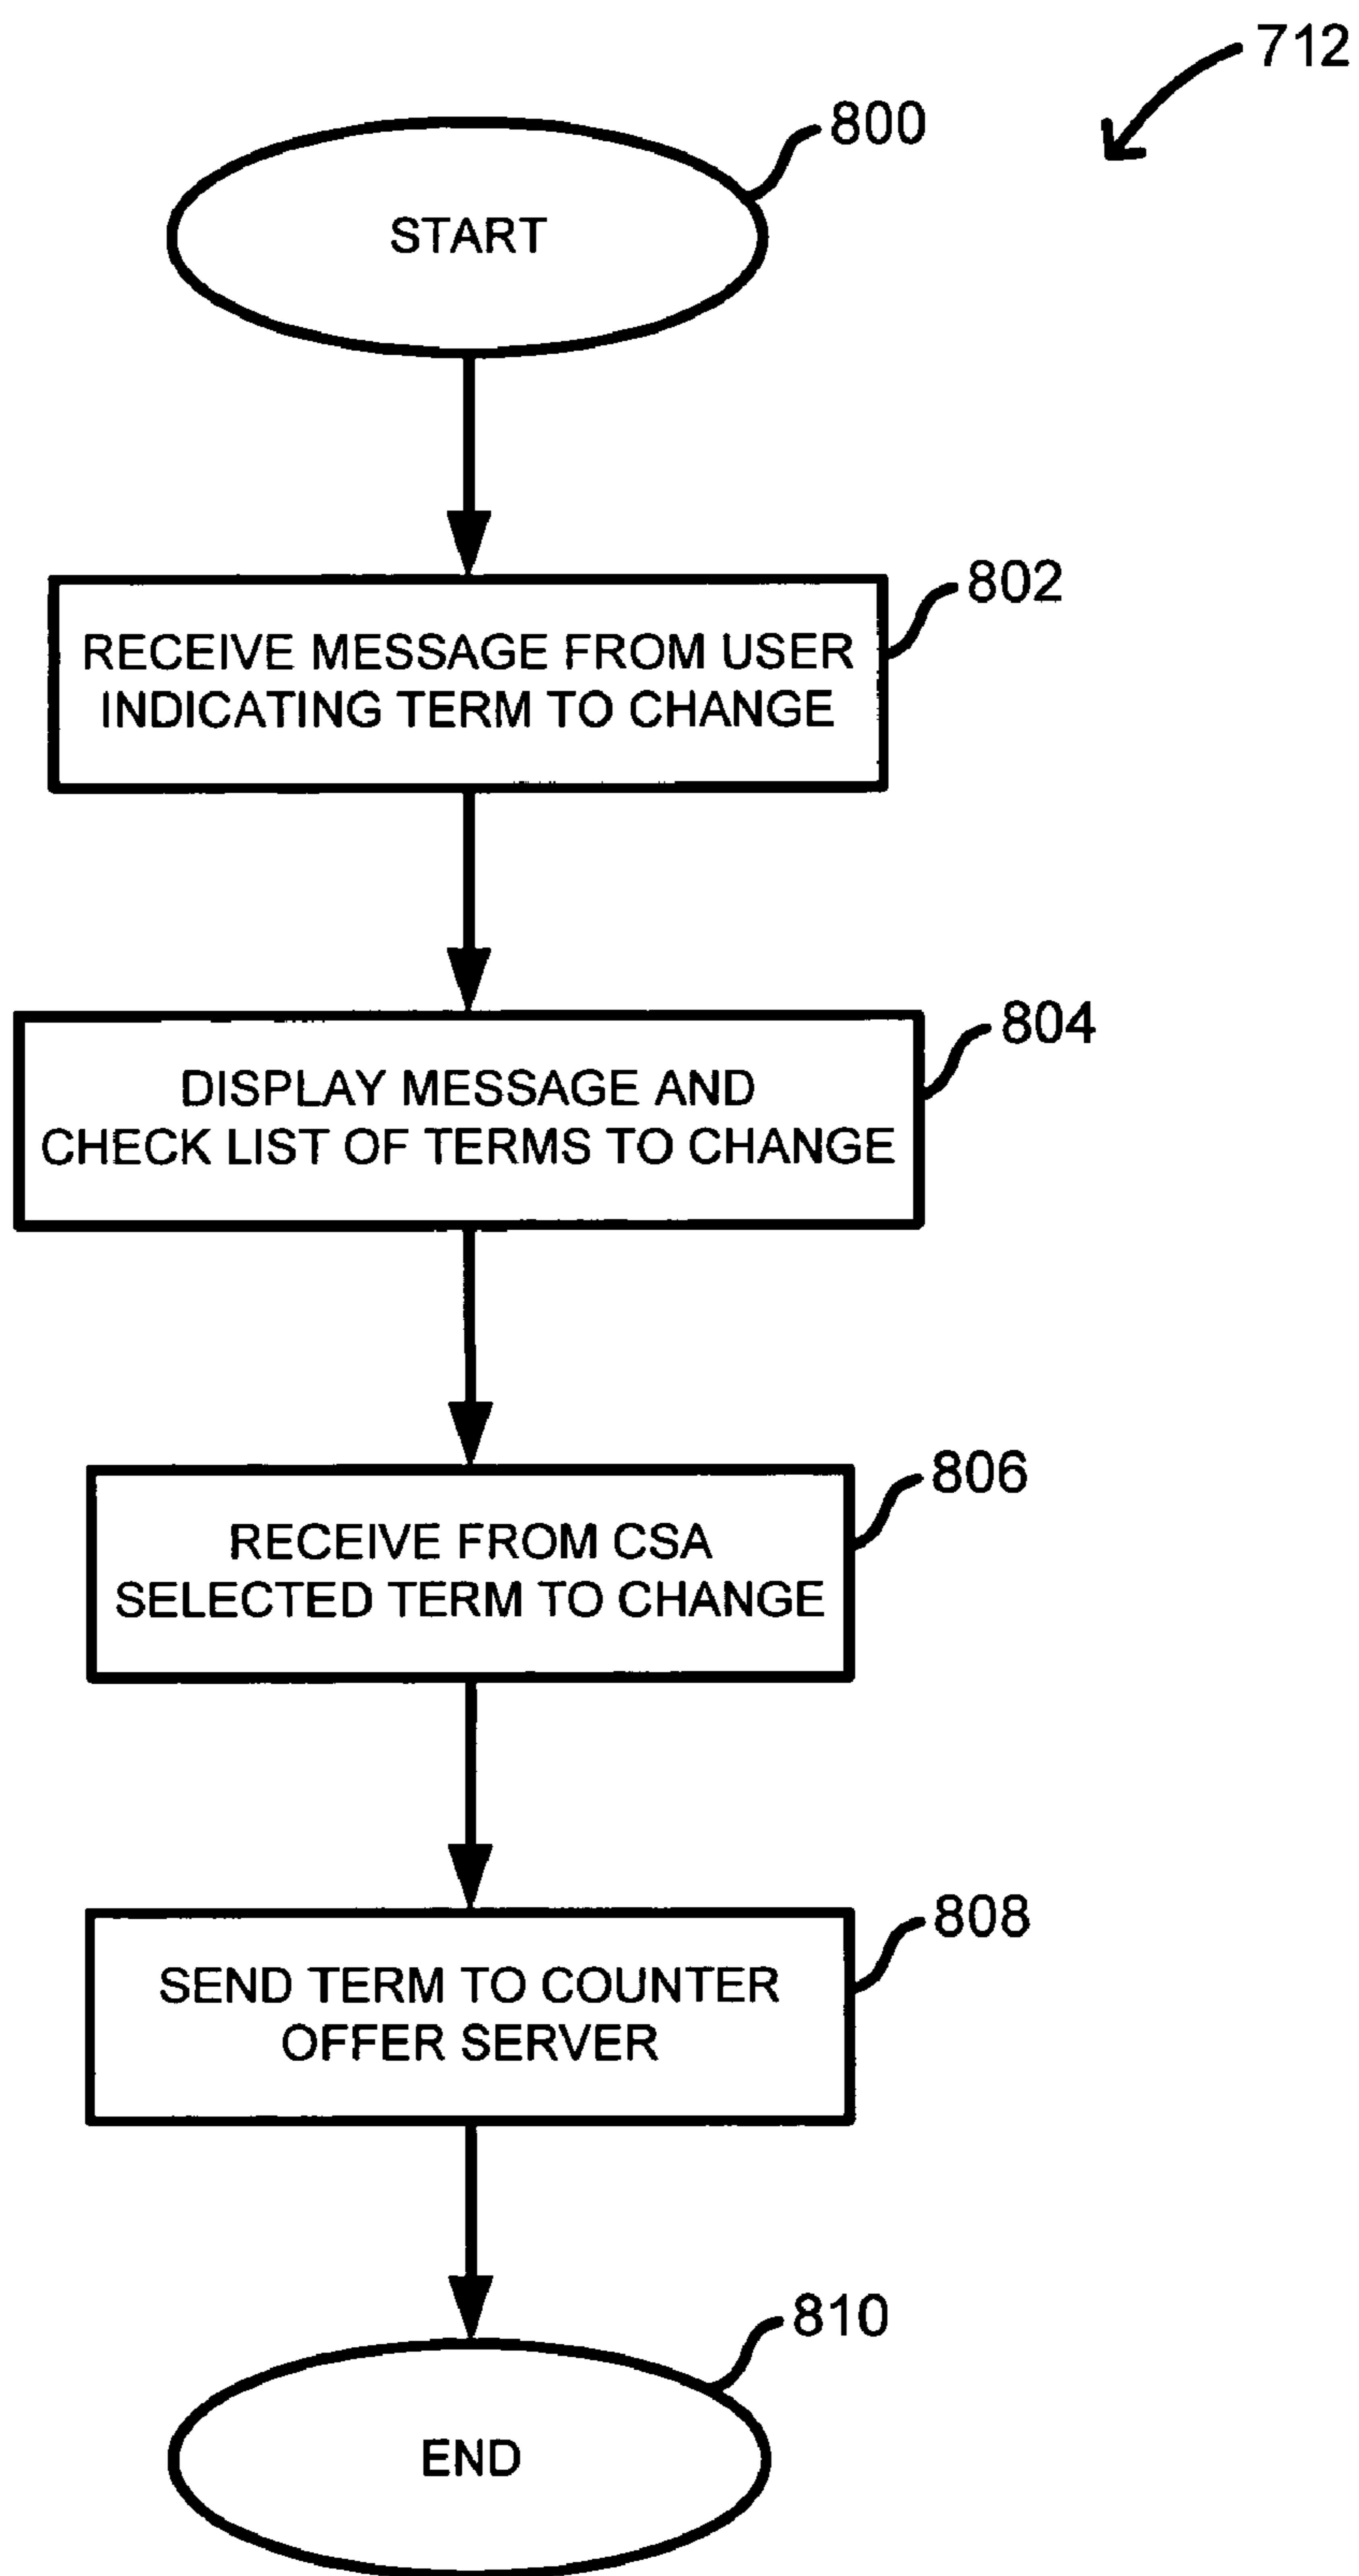 712
800
START
802
RECEIVE MESSAGE FROM USER
INDICATING TERM TO CHANGE
804
DISPLAY MESSAGE AND
CHECK LIST OF TERMS TO CHANGE
806
RECEIVE FROM CSA
SELECTED TERM TO CHANGE
808
SEND TERM TO COUNTER
OFFER SERVER
810
END